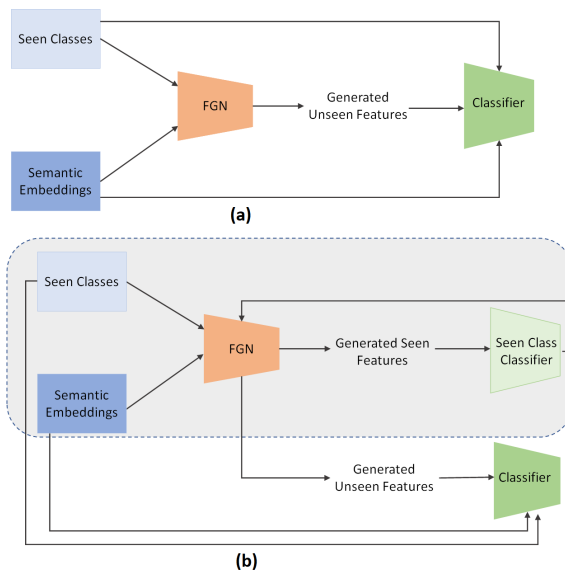 Seen Classes
FGN
Generated
Unseen Features
Classifier
Semantic
Embeddings
(a)
Seen Classes
FGN
Generated Seen
Features
Seen Class
Classifier
Semantic
Embeddings
Generated
Unseen Features
Classifier
(b)